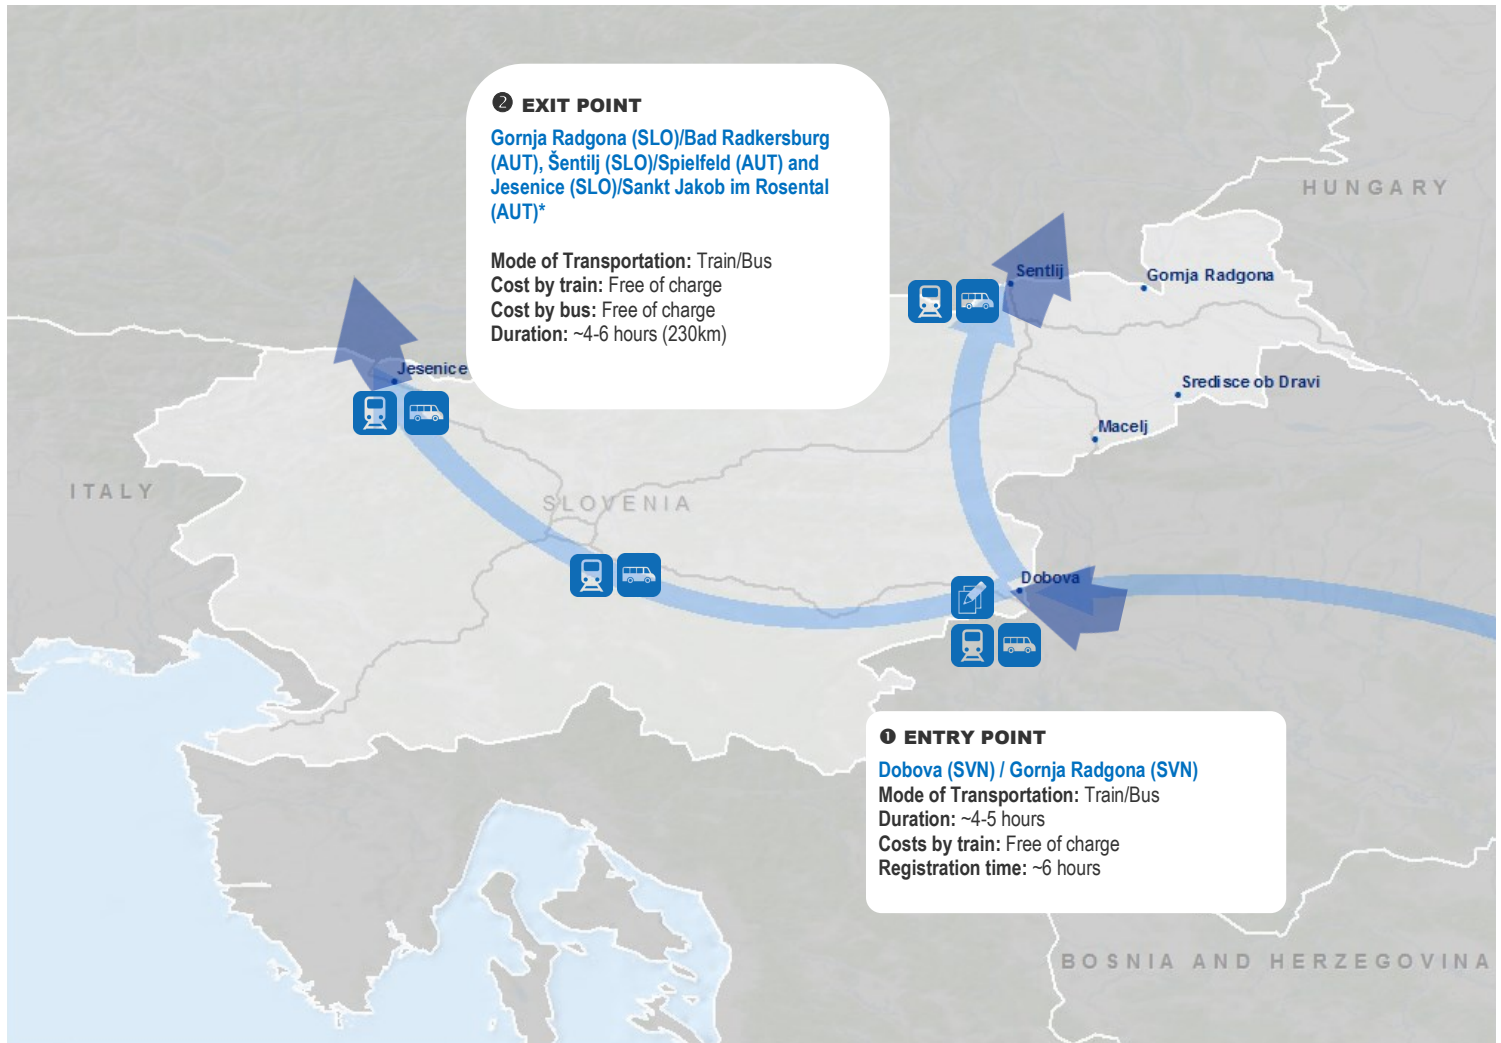 ❷ EXIT POINT
Gornja Radgona (SLO)/Bad Radkersburg
(AUT), Šentilj (SLO)/Spielfeld (AUT) and
Jesenice (SLO)/Sankt Jakob im Rosental
(AUT)*
Mode of Transportation: Train/Bus
Cost by train: Free of charge
Cost by bus: Free of charge
Duration: ~4-6 hours (230km)
HUNGARY
Sentlij
Gornja Radgona
Jesenice
Sredisce ob Dravi
Macelj
ITALY
SLOVENIA
Dobova
❶ ENTRY POINT
Dobova (SVN) / Gornja Radgona (SVN)
Mode of Transportation: Train/Bus
Duration: ~4-5 hours
Costs by train: Free of charge
Registration time: ~6 hours
BOSNIA AND HERZEGOVINA